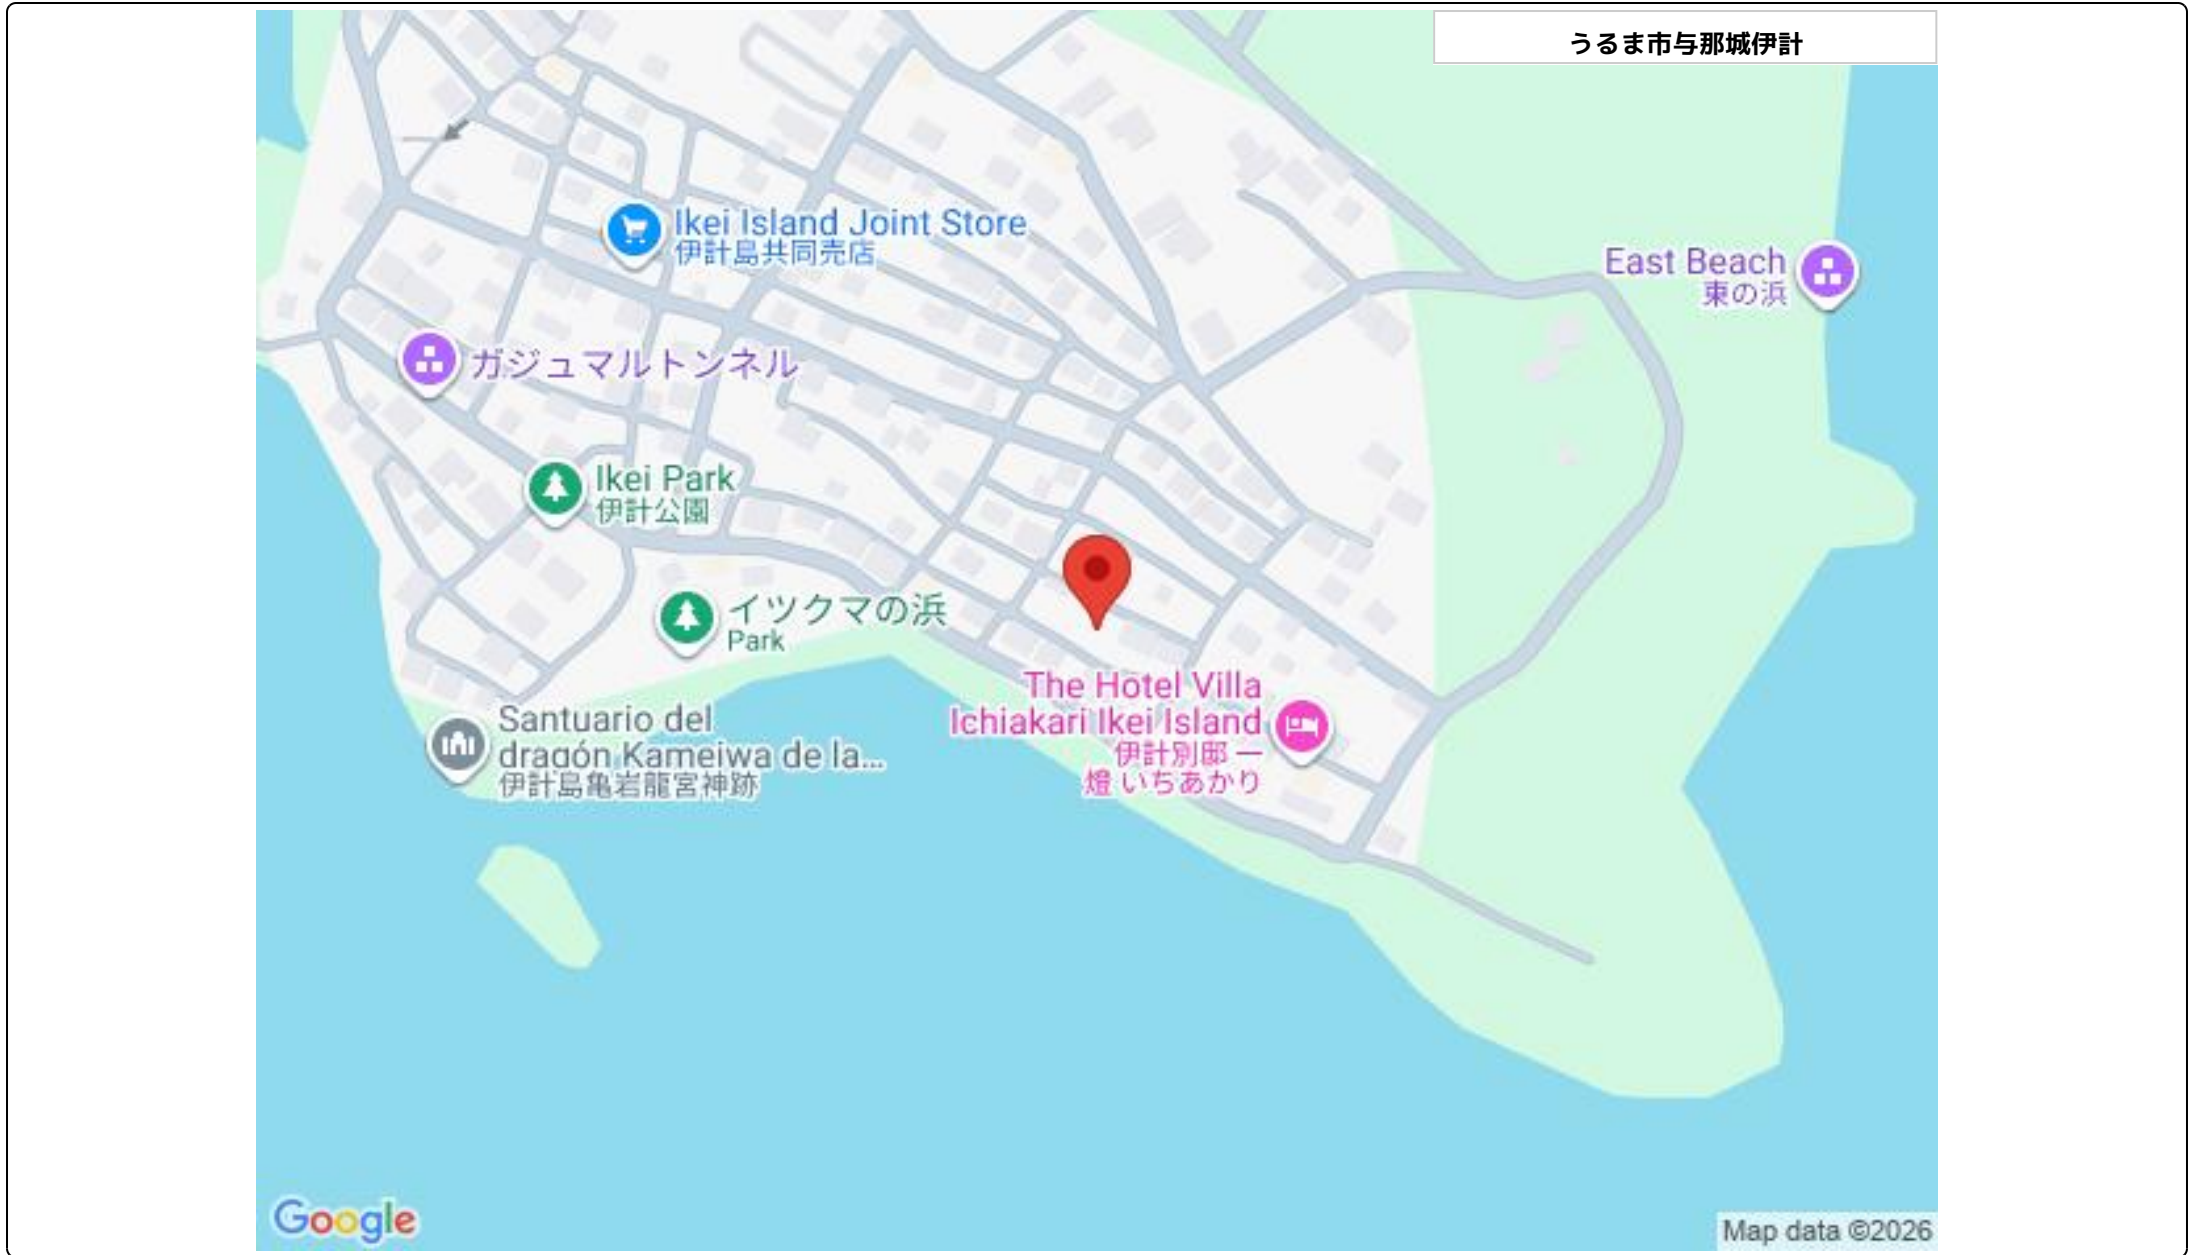 うるま市与那城伊計
Ikei Island Joint Store
伊計島共同売店
East Beach
東の浜
ガジュマルトンネル
Ikei Park
伊計公園
イツクマの浜
Park
The Hotel Villa
Ichiakari Ikei Island
伊計別邸 一
燈 いちあかり
Santuario del
dragón Kameiwa de la...
伊計島亀岩龍宮神跡
Google
Map data ©2026